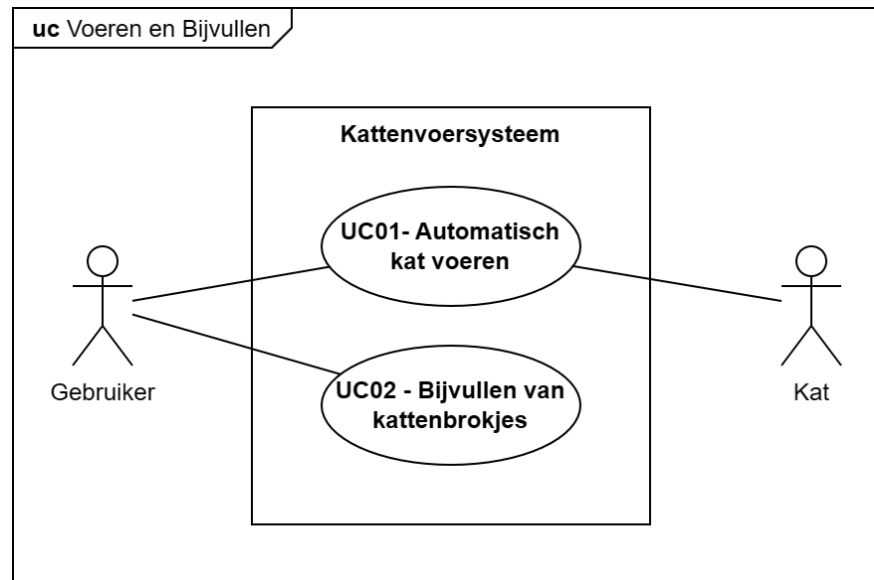 uc Voeren en Bijvullen
Kattenvoersysteem
UC01- Automatisch
kat voeren
UC02 - Bijvullen van
kattenbrokjes
Gebruiker
Kat